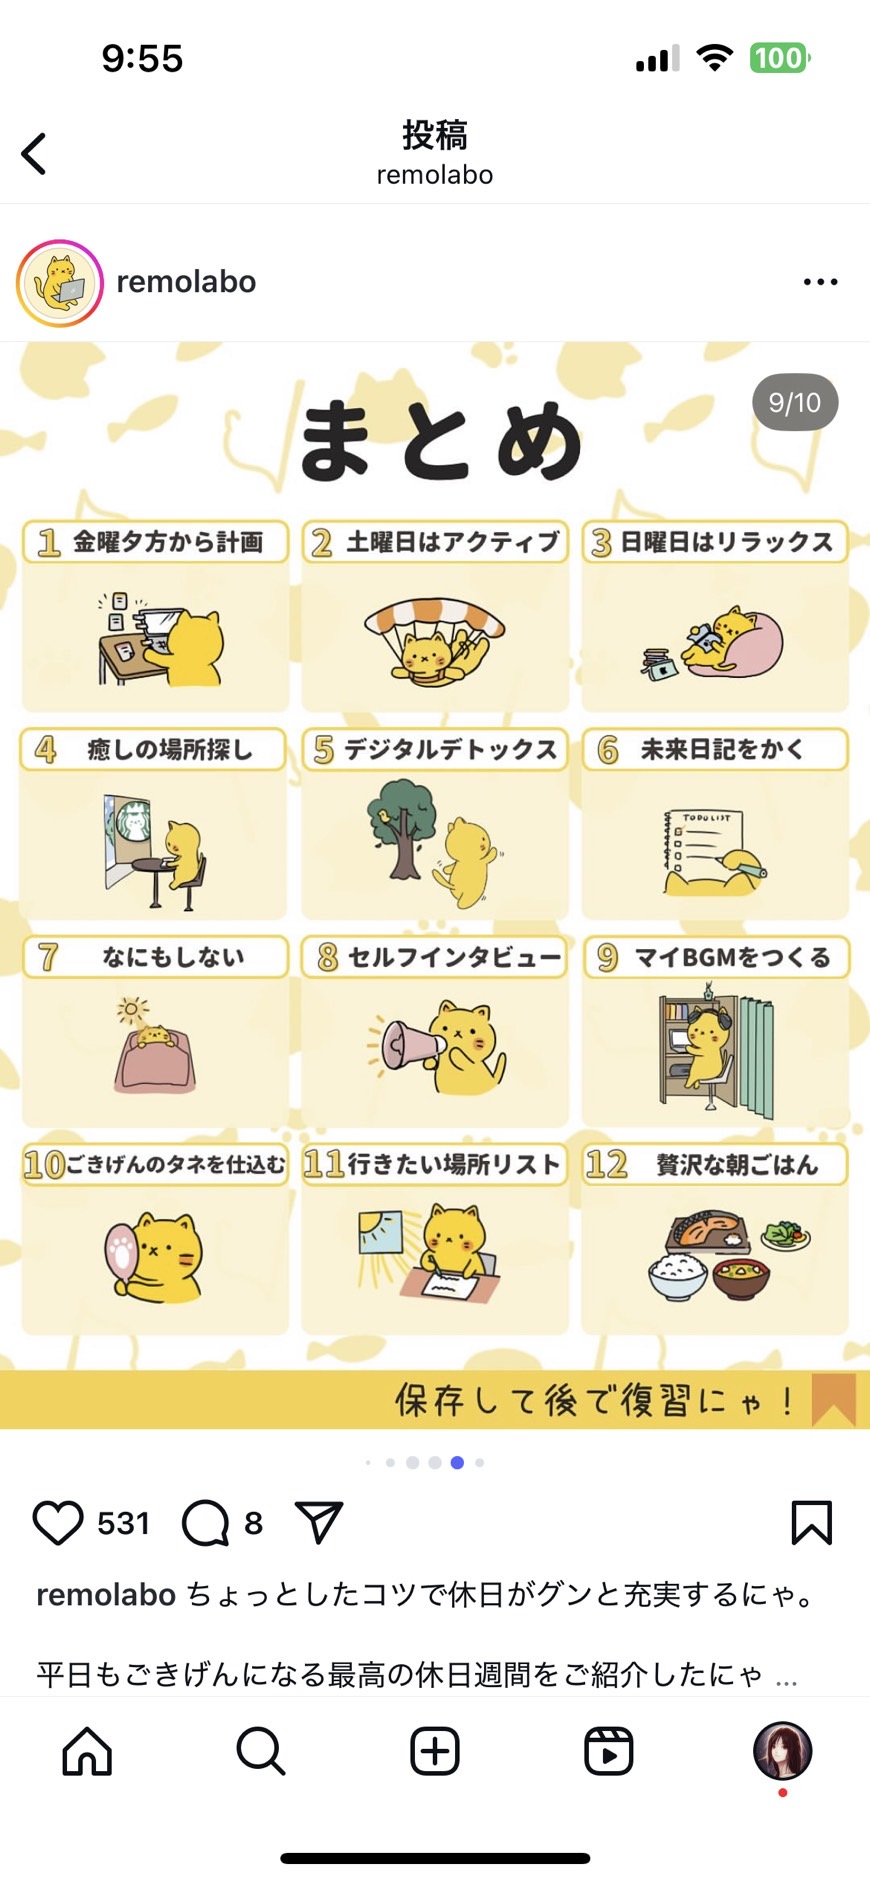 9:55
100
投稿
remolabo
remolabo
9/10
まとめ
1 金曜夕方から計画
2 土曜日はアクティブ
3 日曜日はリラックス
4 癒しの場所探し
5 デジタルデトックス
6 未来日記をかく
TODO LIST
7 なにもしない
8 セルフインタビュー
9 マイBGMをつくる
10 ごきげんのタネを仕込む
11 行きたい場所リスト
12 贅沢な朝ごはん
保存して後で復習にゃ！
531
8
remolabo ちょっとしたコツで休日がグンと充実するにゃ。
平日もごきげんになる最高の休日週間をご紹介したにゃ ...